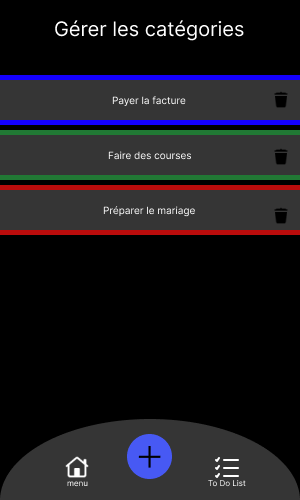 Gérer les catégories
Payer la facture
Faire des courses
Préparer le mariage
menu
To Do List